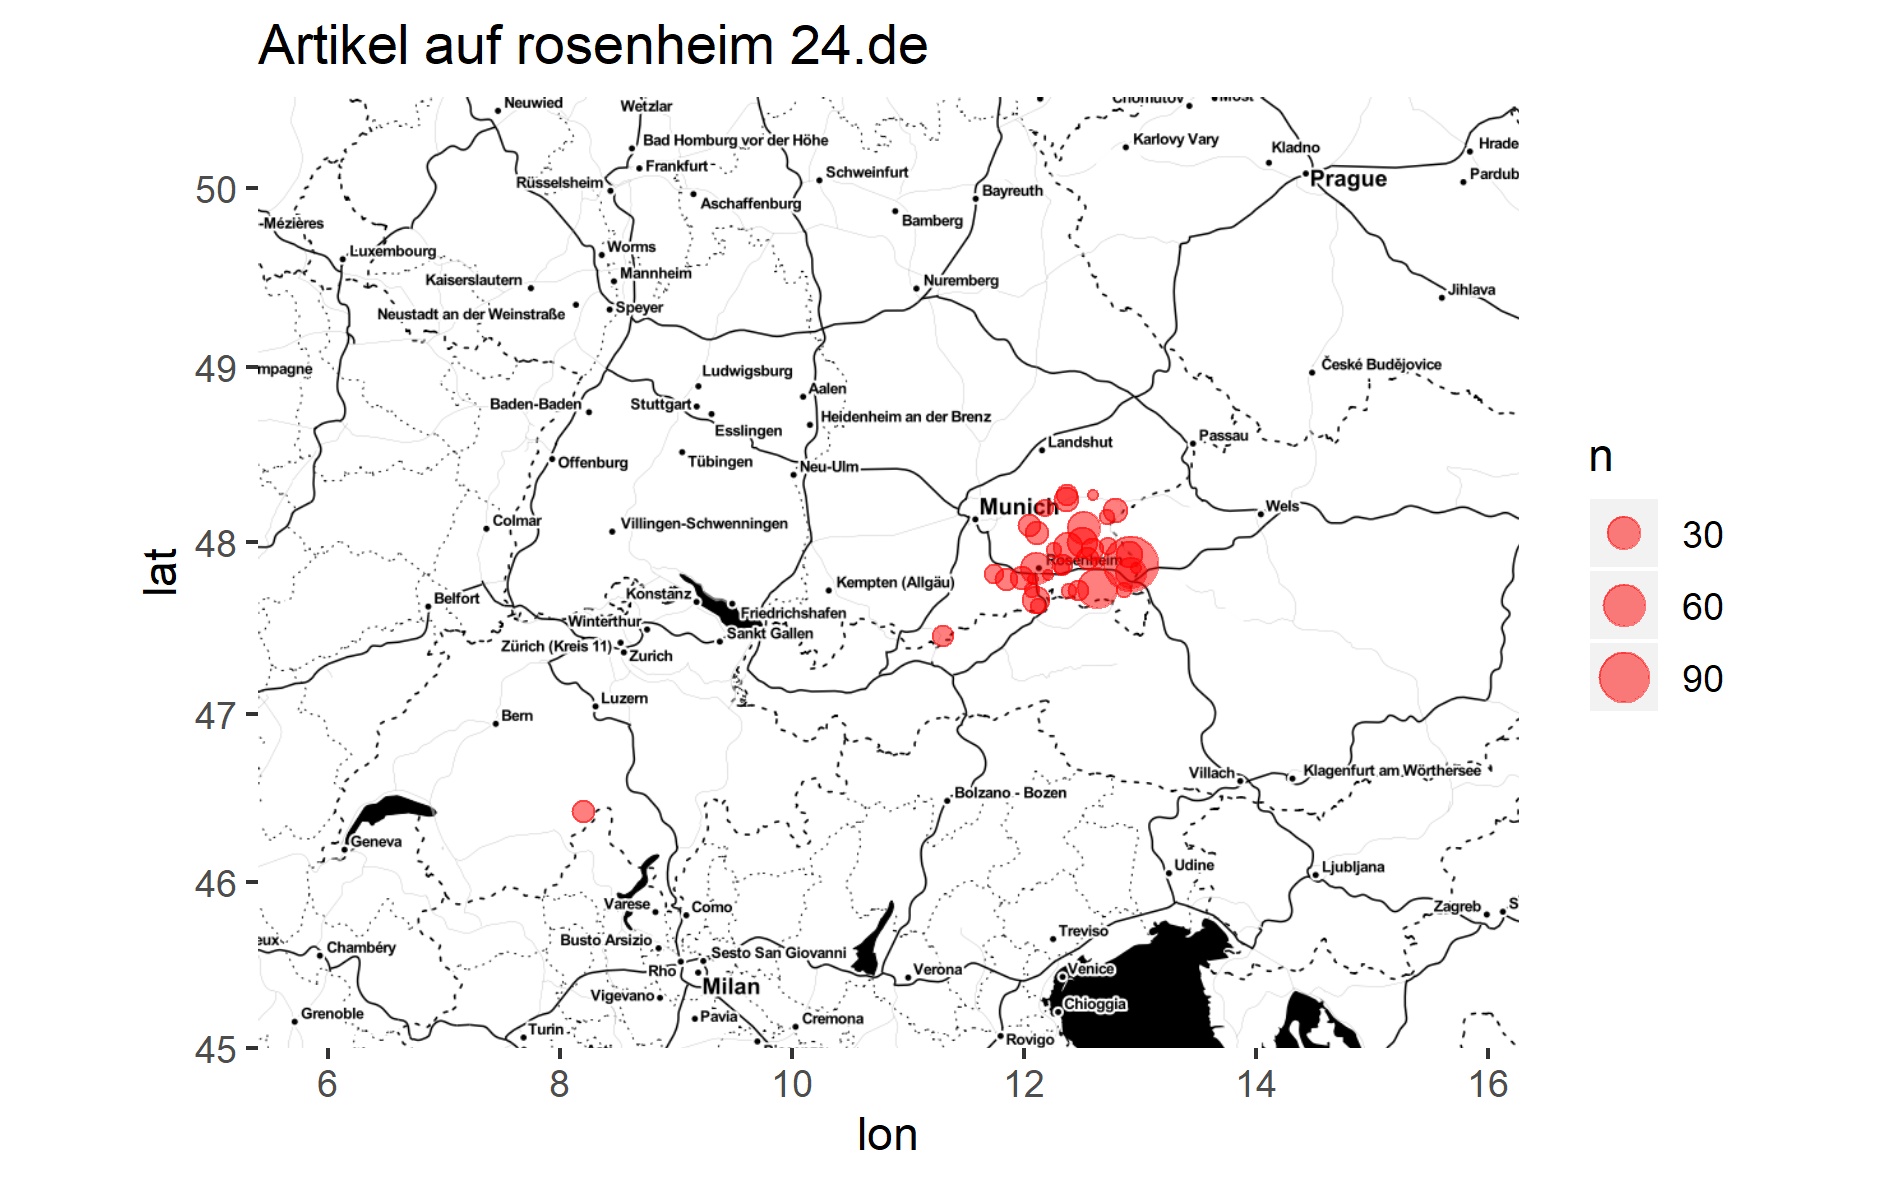 Artikel auf rosenheim 24.de
Neuwied
Wetzlar
Chomutov
Most
Bad Homburg vor der Höhe
Karlovy Vary
Kladno
Hrade
Frankfurt
Schweinfurt
Prague
Pardub
Rüsselsheim
Bayreuth
50
Aschaffenburg
Bamberg
-Mézières
Luxembourg
Worms
Mannheim
Kaiserslautern
Nuremberg
Jihlava
Neustadt an der Weinstraße
Speyer
49
mpagne
Ludwigsburg
České Budějovice
Aalen
Baden-Baden
Stuttgart
Heidenheim an der Brenz
Esslingen
Landshut
Passau
Offenburg
Tübingen
Neu-Ulm
n
Munich
Wels
Colmar
Villingen-Schwenningen
30
48
lat
Rosenheim
Kempten (Allgäu)
Belfort
Konstanz
Friedrichshafen
60
Winterthur
Sankt Gallen
Zürich (Kreis 11)
Zurich
90
Luzern
47
Bern
Villach
Klagenfurt am Wörthersee
Bolzano - Bozen
Geneva
Udine
Ljubljana
46
Varese
Como
Zagreb
S
eux
Chambéry
Busto Arsizio
Treviso
Sesto San Giovanni
Rho
Verona
Venice
Milan
Vigevano
Chioggia
Grenoble
Pavia
Cremona
Turin
Rovigo
45
6 8 10 12 14 16
lon